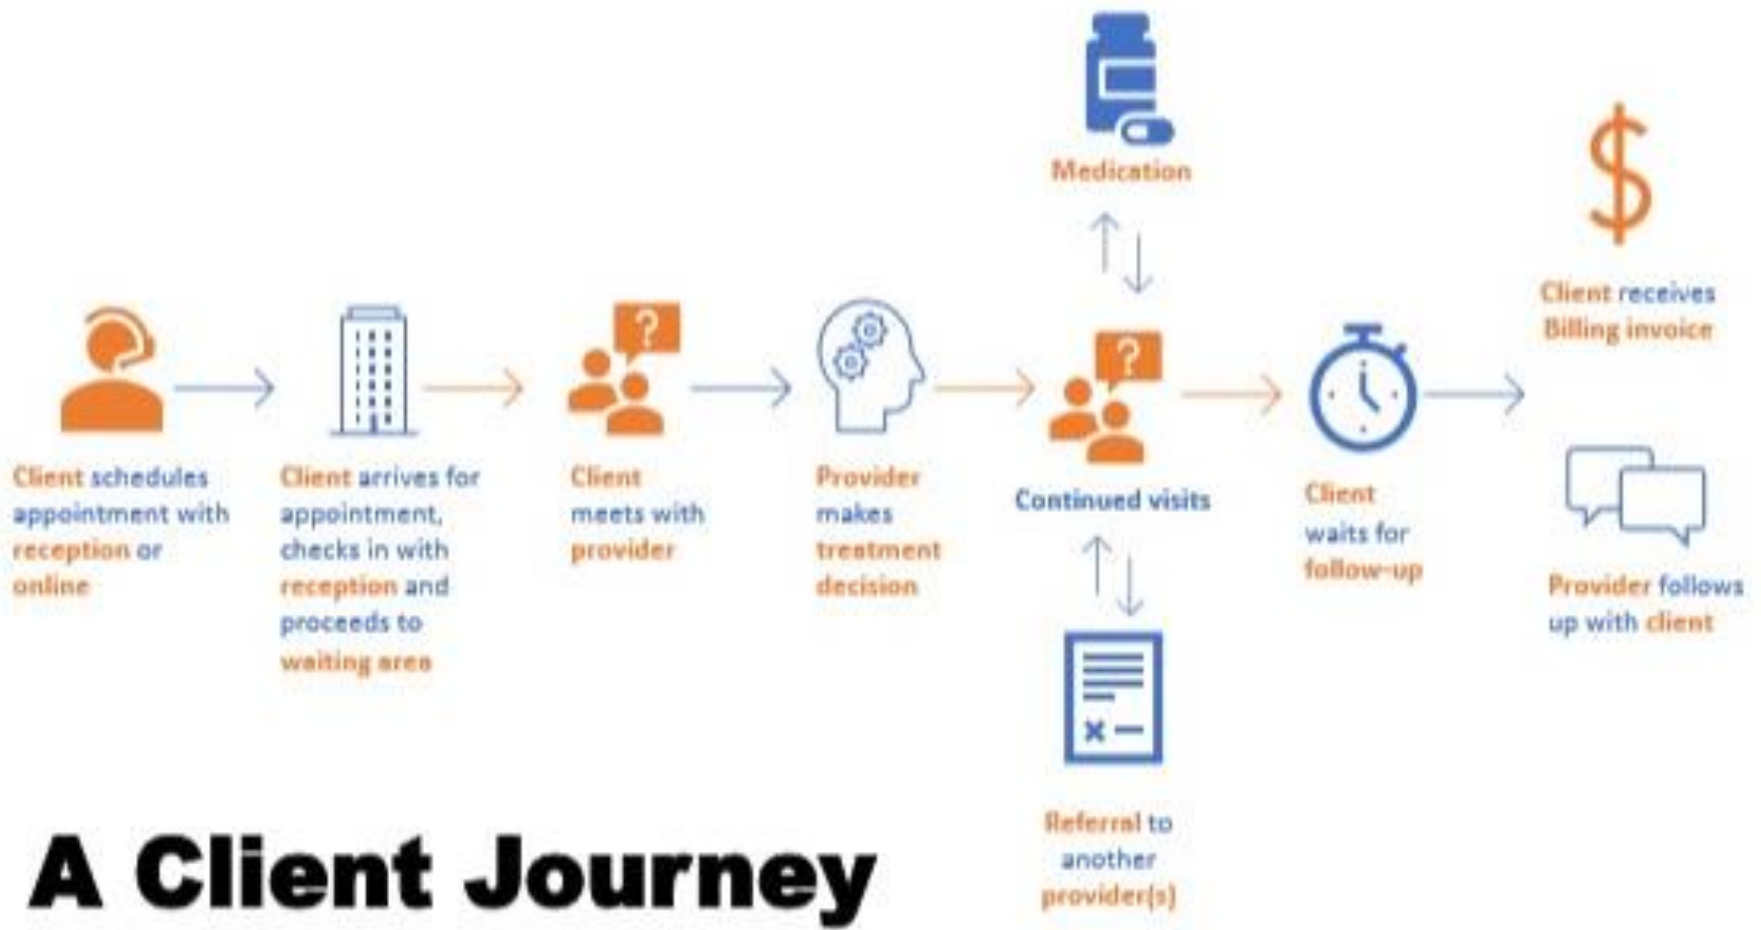 Medication
Client receives
Billing invoice
?
?
Client schedules
appointment with
reception or
online
Client arrives for
appointment,
checks in with
reception and
proceeds to
waiting area
Client
meets with
provider
Provider
makes
treatment
decision
Continued visits
Client
waits for
follow-up
Provider follows
up with client
Referral to
another
provider(s)
A Client Journey